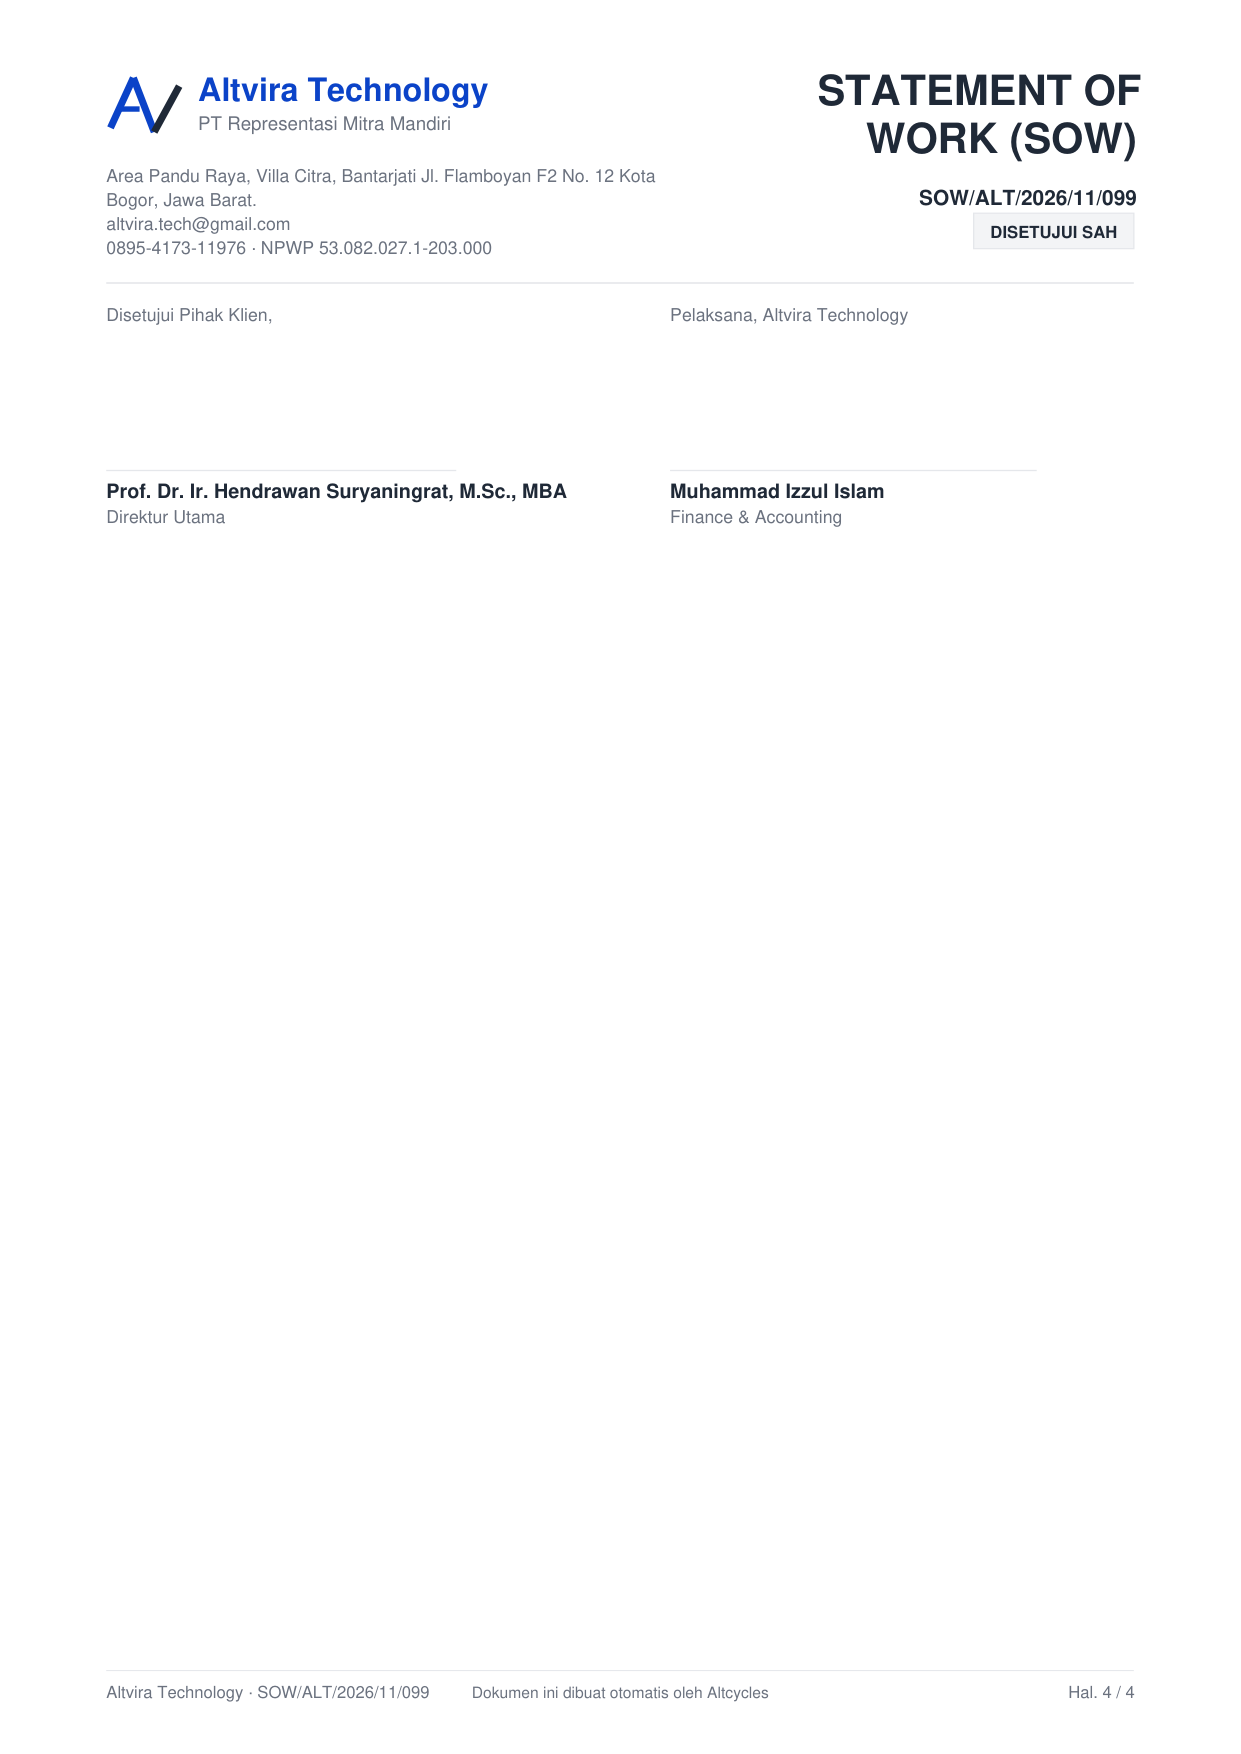 Altvira Technology
PT Representasi Mitra Mandiri
Area Pandu Raya, Villa Citra, Bantarjati Jl. Flamboyan F2 No. 12 Kota
Bogor, Jawa Barat.
altvira.tech@gmail.com
0895-4173-11976 · NPWP 53.082.027.1-203.000
STATEMENT OF
WORK (SOW)
SOW/ALT/2026/11/099
DISETUJUI SAH
Disetujui Pihak Klien,
Prof. Dr. Ir. Hendrawan Suryaningrat, M.Sc., MBA
Direktur Utama
Pelaksana, Altvira Technology
Muhammad Izzul Islam
Finance & Accounting
Altvira Technology · SOW/ALT/2026/11/099
Dokumen ini dibuat otomatis oleh Altcycles
Hal. 4 / 4